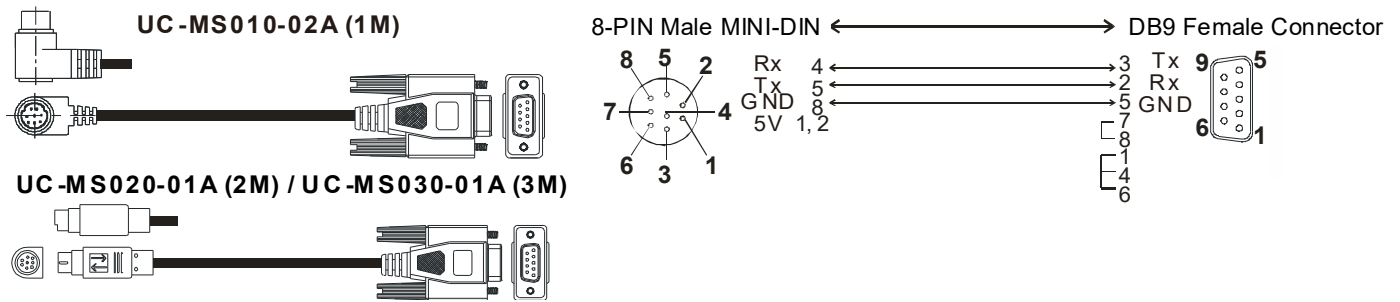 UC-MS010-02A (1M)
8-PIN Male MINI-DIN
DB9 Female Connector
8
5
2
7
4
6
3
1
Rx 4
Tx 5
GND 8
5V 1, 2
3 Tx
2 Rx
5 GND
7
8
1
4
6
9
5
6
1
UC-MS020-01A (2M) / UC-MS030-01A (3M)